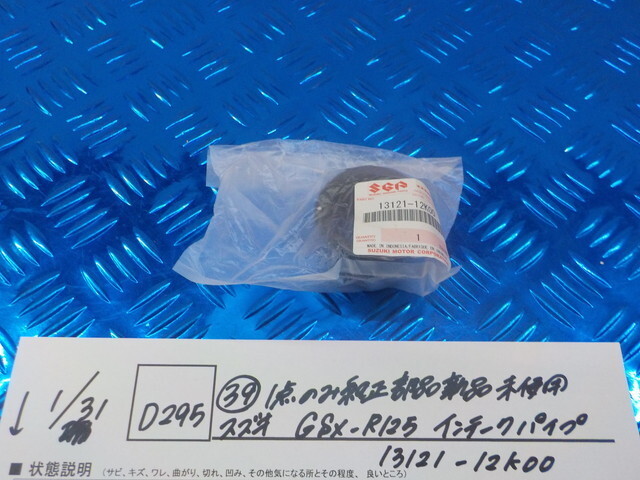 SGP
13121-12K0
1
MADE IN INDONESIA
SUZUKI MOTOR CORPOR
↓ 1/31 D295 ㊴ 1点のみ 純正部品 新品 未使用
スズキ GSX-R125 インテークパイプ
13121-12K00
■ 状態説明 (サビ、キズ、ワレ、曲がり、切れ、凹み、その他気になる所とその程度、良いところ)